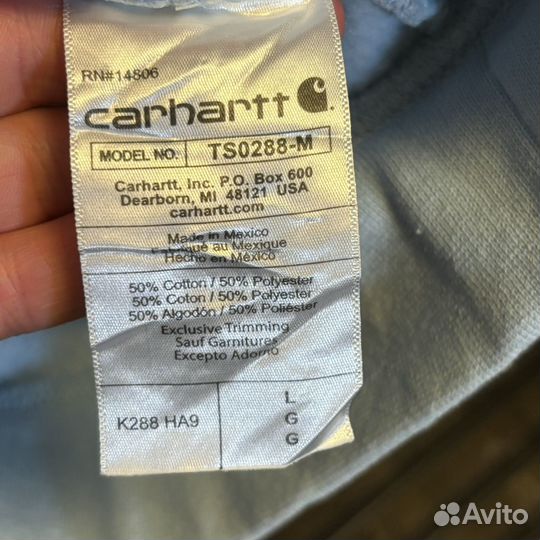 RN#14806
carhartt
MODEL NO. TS0288-M
Carhartt, Inc. P.O. Box 600
Dearborn, MI 48121 USA
carhartt.com
Made in Mexico
Fabriqué au Mexique
Hecho en México
50% Cotton / 50% Polyester
50% Coton / 50% Polyester
50% Algodón / 50% Poliéster
Exclusive Trimming
Sauf Garnitures
Excepto Adorno
K288 HA9
L
G
G
Avito